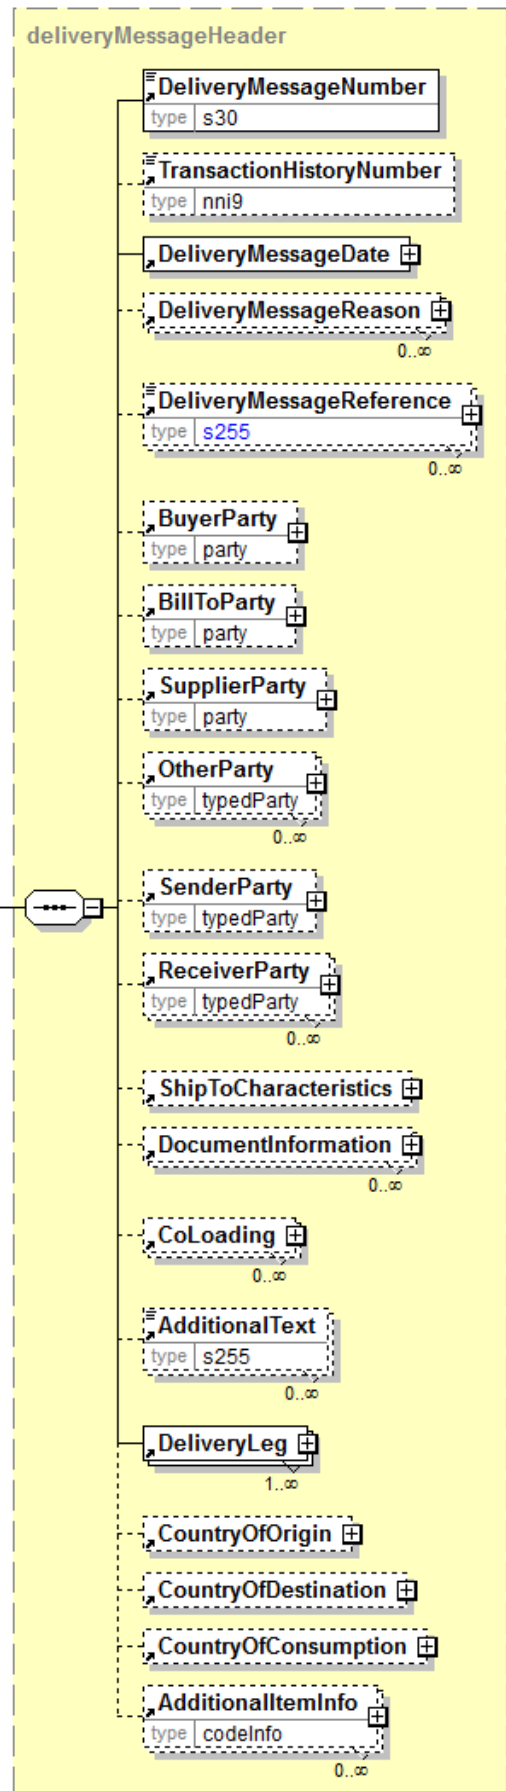 deliveryMessageHeader
DeliveryMessageNumber
type s30
TransactionHistoryNumber
type nni9
DeliveryMessageDate
DeliveryMessageReason
0..∞
DeliveryMessageReference
type s255
0..∞
BuyerParty
type party
BillToParty
type party
SupplierParty
type party
OtherParty
type typedParty
0..∞
SenderParty
type typedParty
ReceiverParty
type typedParty
0..∞
ShipToCharacteristics
DocumentInformation
0..∞
CoLoading
0..∞
AdditionalText
type s255
0..∞
DeliveryLeg
1..∞
CountryOfOrigin
CountryOfDestination
CountryOfConsumption
AdditionalItemInfo
type codeInfo
0..∞